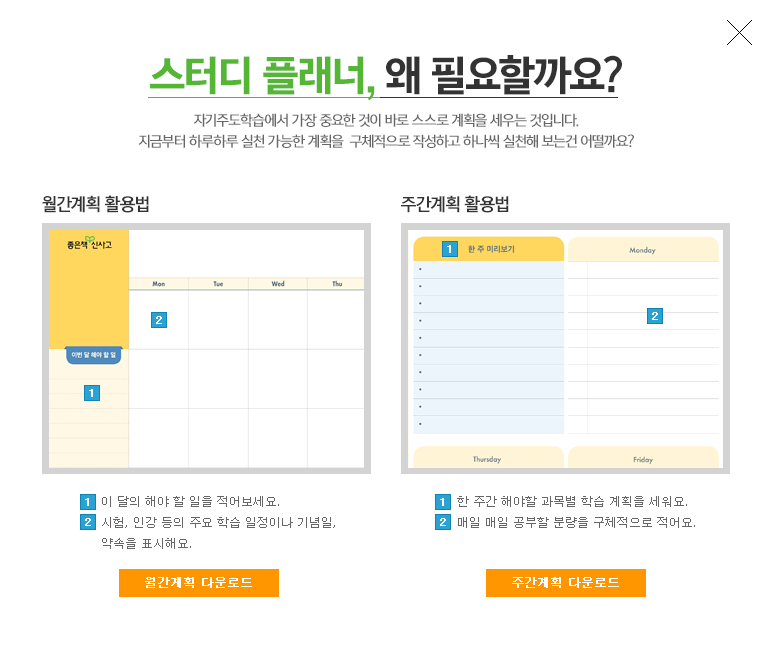 스터디 플래너, 왜 필요할까요?
자기주도학습에서 가장 중요한 것이 바로 스스로 계획을 세우는 것입니다.
지금부터 하루하루 실천 가능한 계획을 구체적으로 작성하고 하나씩 실천해 보는건 어떨까요?
월간계획 활용법
좋은책 신사고
Mon Tue Wed Thu
2
이번 달 해야 할 일
1
1 이 달의 해야 할 일을 적어보세요.
2 시험, 인강 등의 주요 학습 일정이나 기념일,
약속을 표시해요.
월간계획 다운로드
주간계획 활용법
1 한 주 미리보기 Monday
2
Thursday Friday
1 한 주간 해야할 과목별 학습 계획을 세워요.
2 매일 매일 공부할 분량을 구체적으로 적어요.
주간계획 다운로드